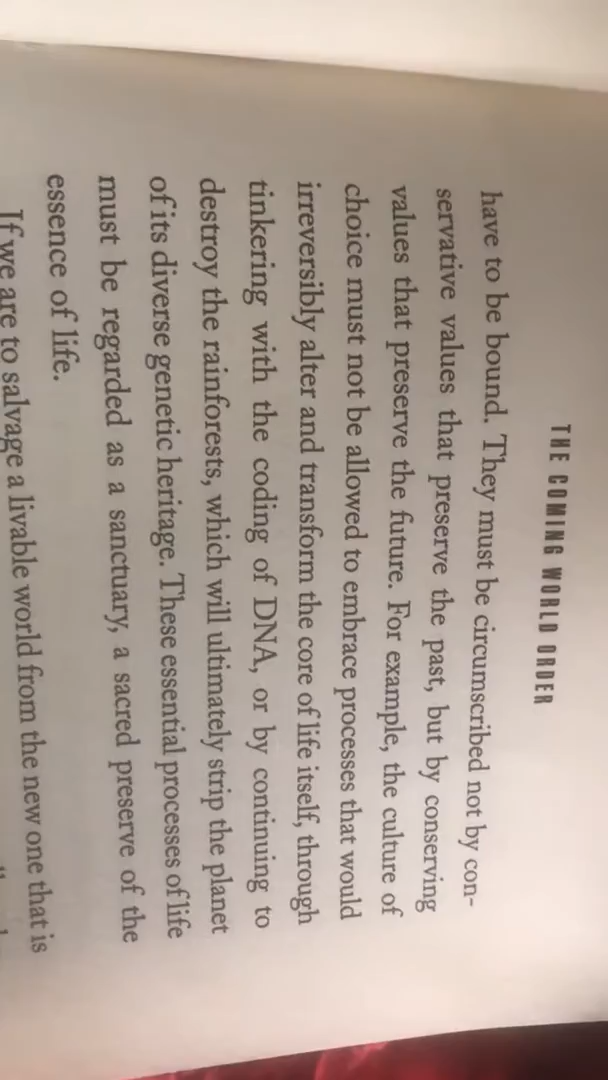 THE COMING WORLD ORDER
have to be bound. They must be circumscribed not by con-
servative values that preserve the past, but by conserving
values that preserve the future. For example, the culture of
choice must not be allowed to embrace processes that would
irreversibly alter and transform the core of life itself, through
tinkering with the coding of DNA, or by continuing to
destroy the rainforests, which will ultimately strip the planet
of its diverse genetic heritage. These essential processes of life
must be regarded as a sanctuary, a sacred preserve of the
essence of life.
If we are to salvage a livable world from the new one that is